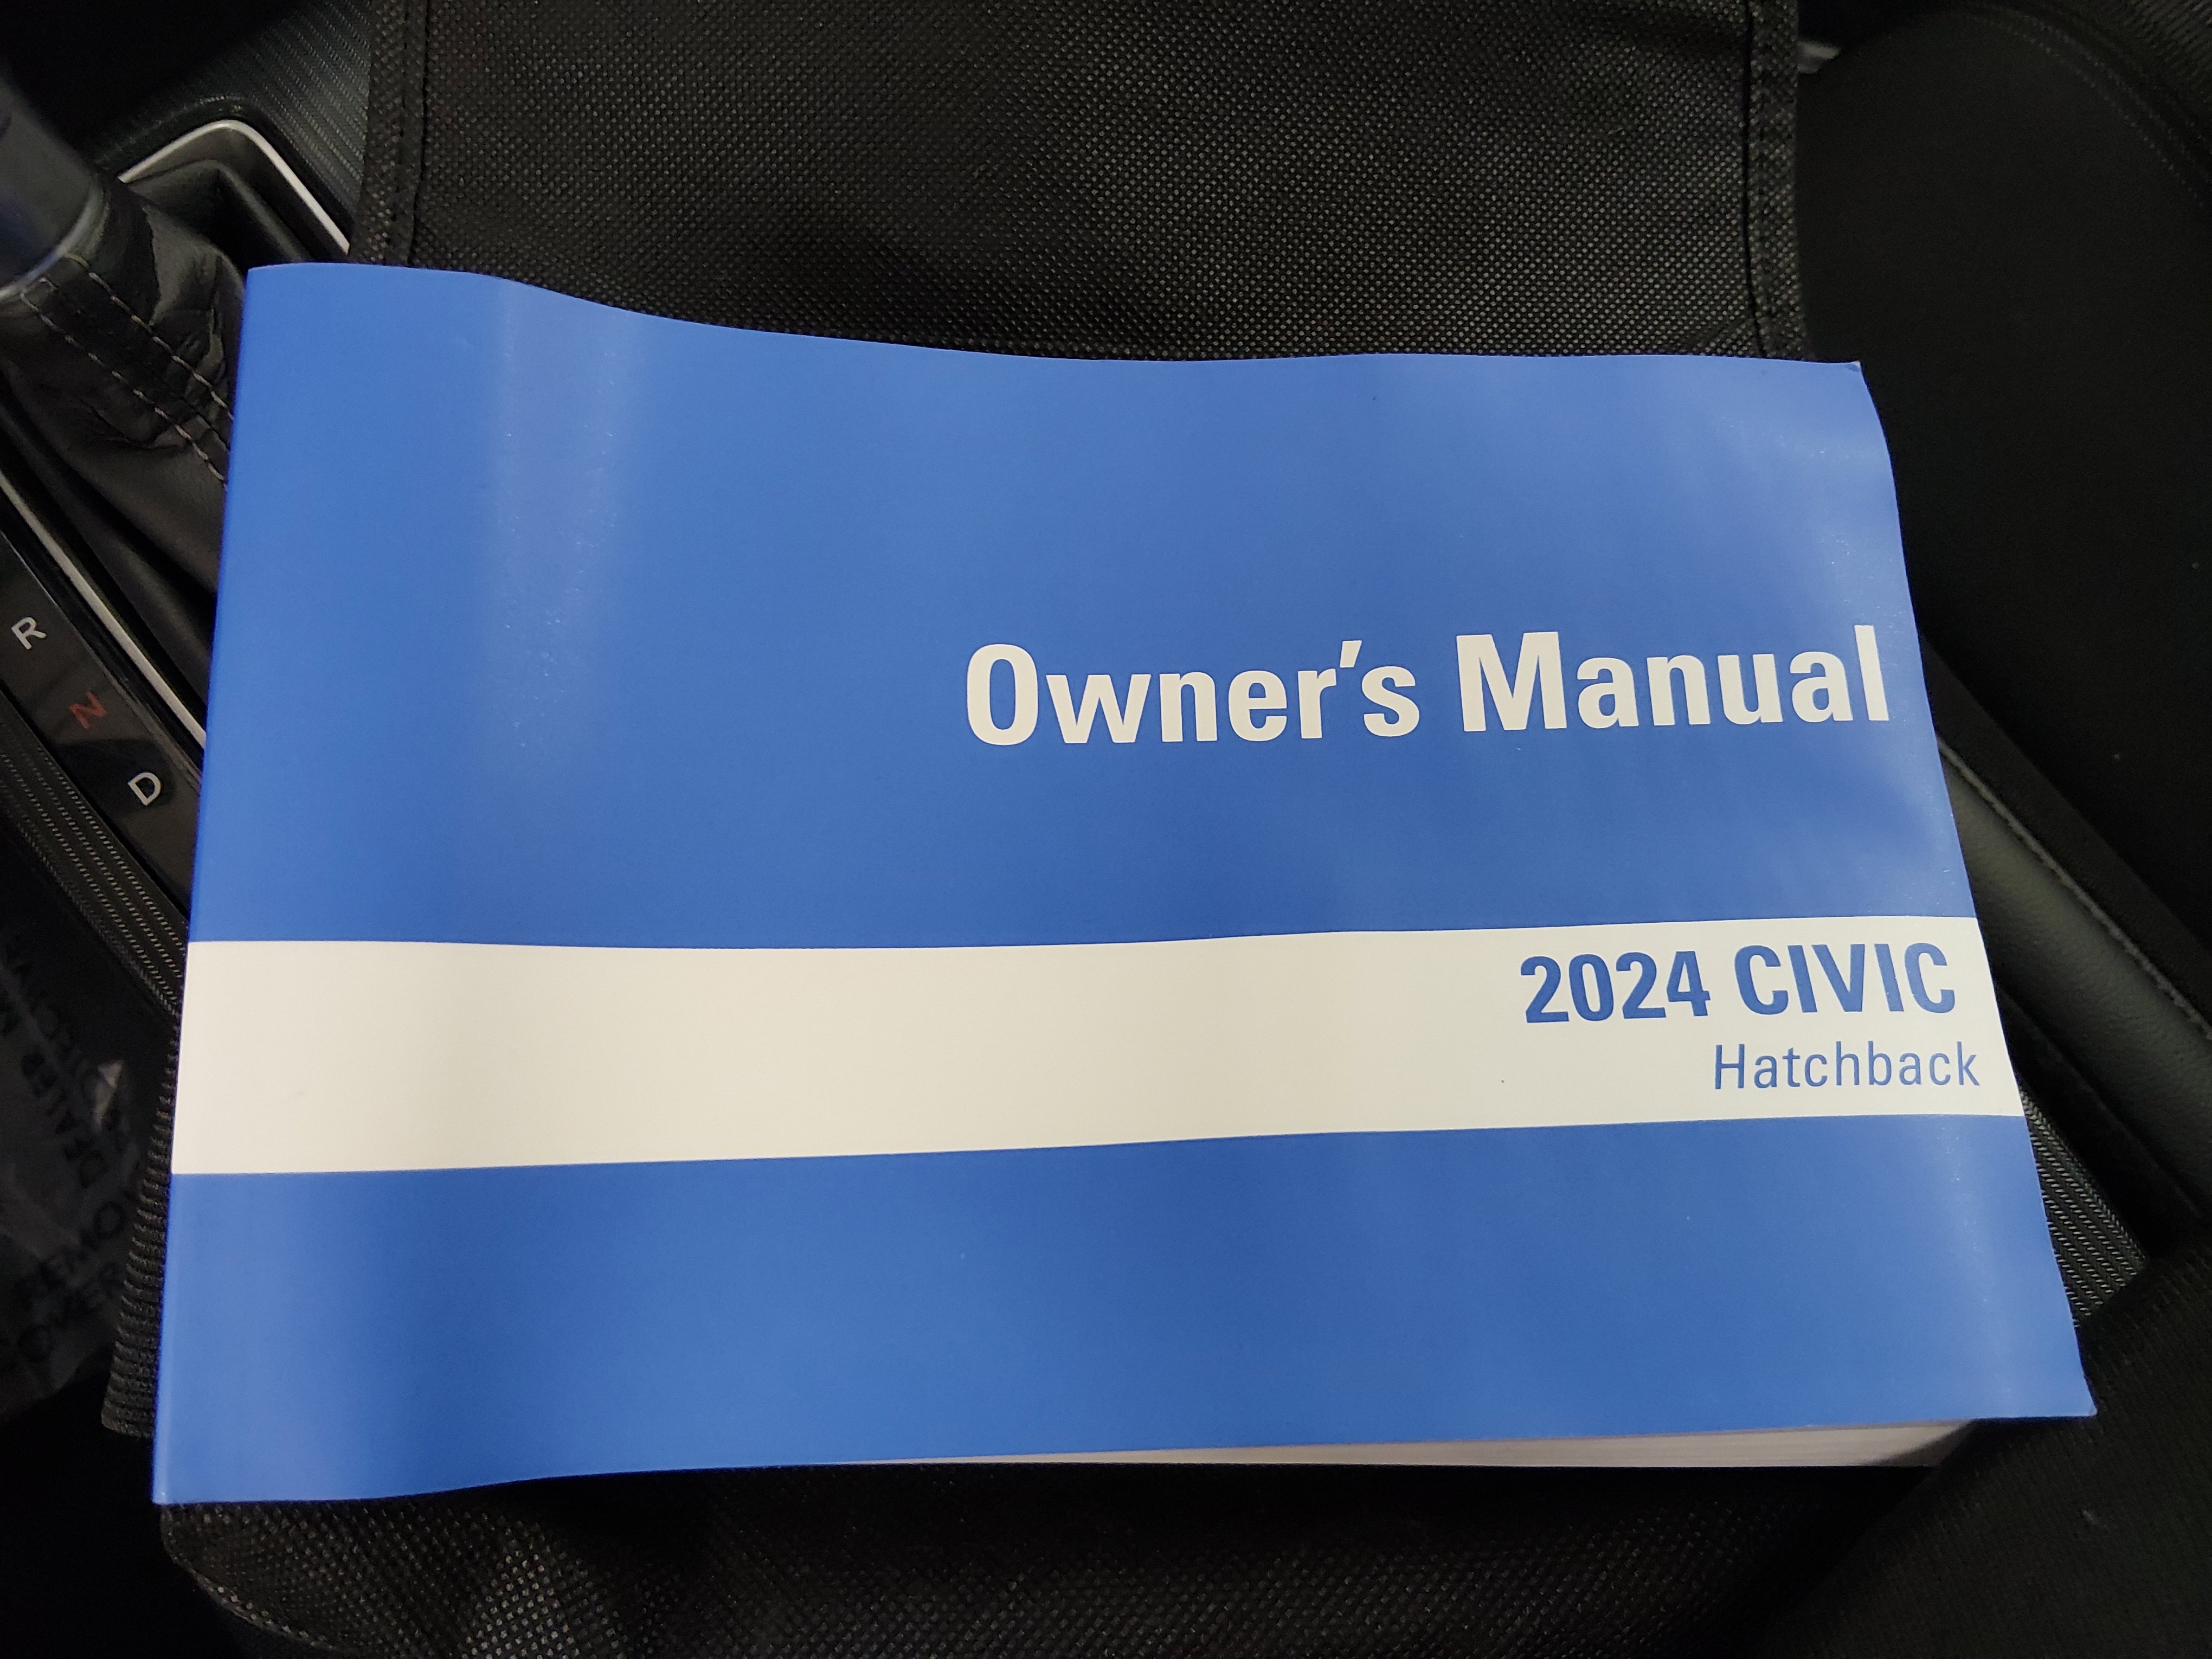 Owner's Manual
2024 CIVIC
Hatchback
R
N
D